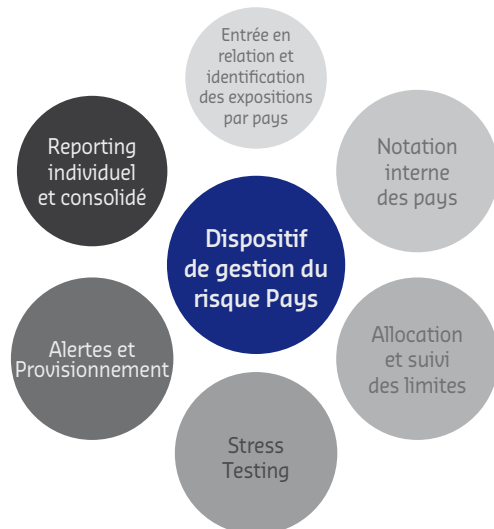 Entrée en
relation et
identification
des expositions
par pays
Notation
interne
des pays
Allocation
et suivi
des limites
Stress
Testing
Alertes et
Provisionnement
Reporting
individuel
et consolidé
Dispositif
de gestion du
risque Pays